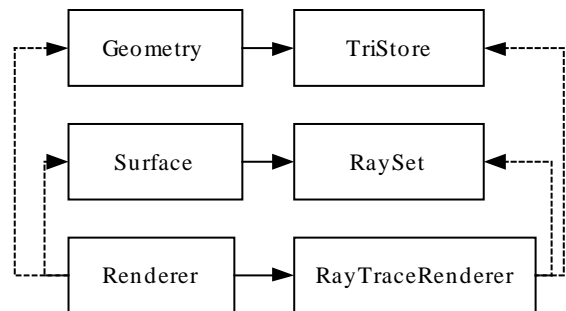 Geometry
TriStore
Surface
RaySet
Renderer
RayTraceRenderer